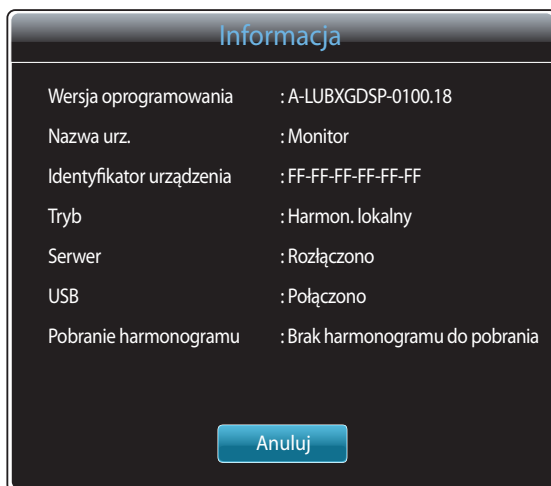 Informacja
Wersja oprogramowania : A-LUBXGDSP-0100.18
Nazwa urz. : Monitor
Identyfikator urządzenia : FF-FF-FF-FF-FF-FF
Tryb : Harmon. lokalny
Serwer : Rozłączono
USB : Połączono
Pobranie harmonogramu : Brak harmonogramu do pobrania
Anuluj